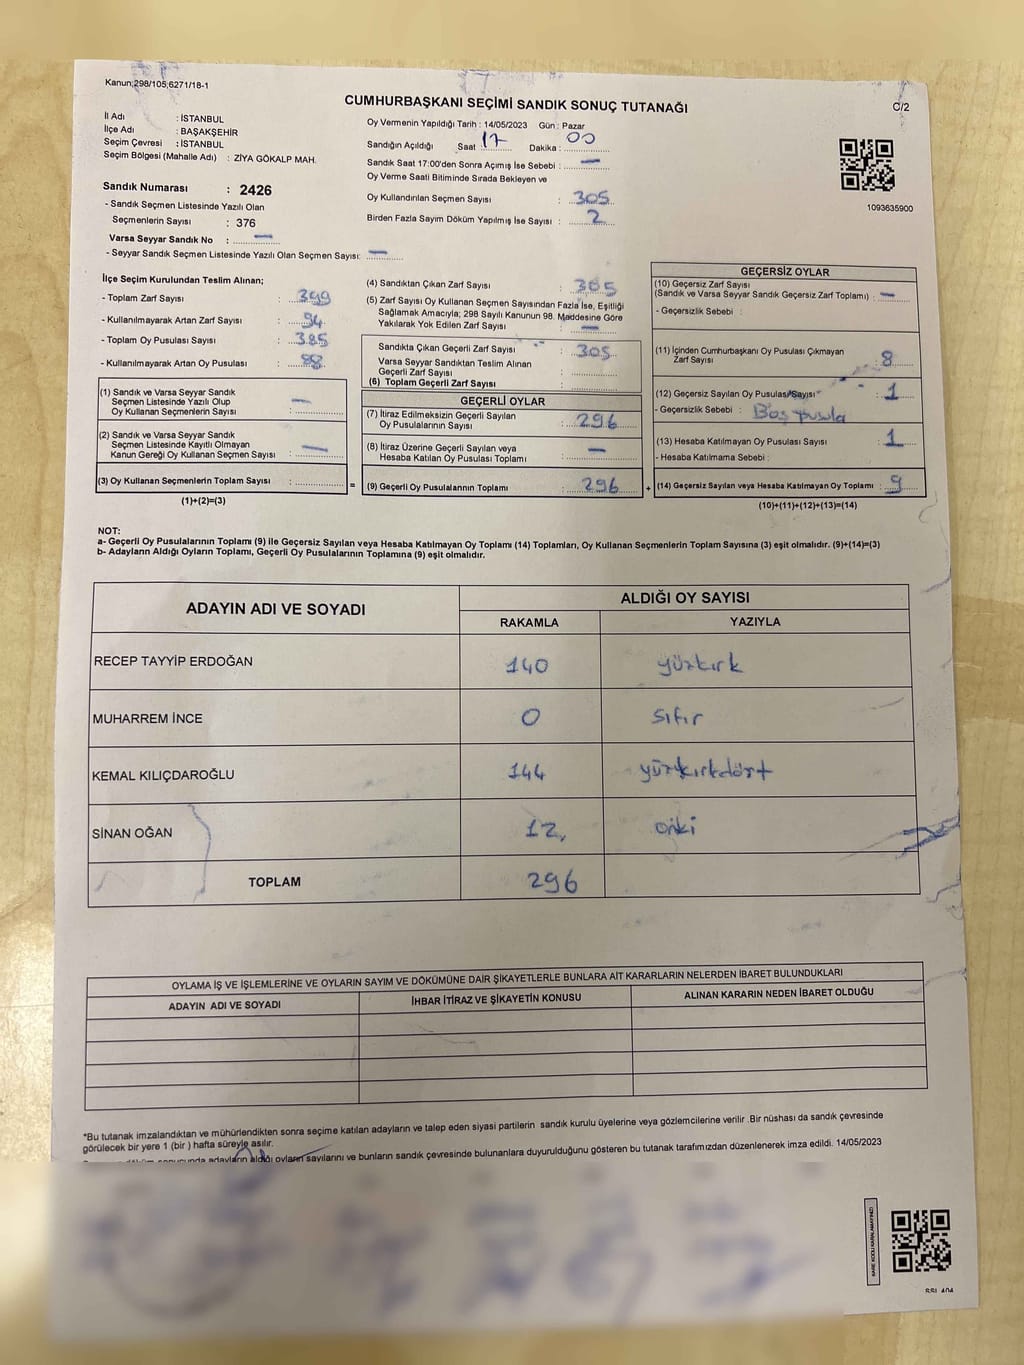 Kanun;298/105,6271/18-1
CUMHURBAŞKANI SEÇİMİ SANDIK SONUÇ TUTANAĞI
C/2
İl Adı : İSTANBUL
İlçe Adı : BAŞAKŞEHİR
Seçim Çevresi : İSTANBUL
Seçim Bölgesi (Mahalle Adı) : ZİYA GÖKALP MAH.
Sandık Numarası : 2426
- Sandık Seçmen Listesinde Yazılı Olan
Seçmenlerin Sayısı : 376
Varsa Seyyar Sandık No : —
- Seyyar Sandık Seçmen Listesinde Yazılı Olan Seçmen Sayısı: —
Oy Vermenin Yapıldığı Tarih : 14/05/2023 Gün : Pazar
Sandığın Açıldığı Saat : 17 Dakika : 00
Sandık Saat 17:00'den Sonra Açımış İse Sebebi : —
Oy Verme Saati Bitiminde Sırada Bekleyen ve
Oy Kullandırılan Seçmen Sayısı : 305
Birden Fazla Sayım Döküm Yapılmış İse Sayısı : 2
1093635900
İlçe Seçim Kurulundan Teslim Alınan;
- Toplam Zarf Sayısı : 399
- Kullanılmayarak Artan Zarf Sayısı : 94
- Toplam Oy Pusulası Sayısı : 385
- Kullanılmayarak Artan Oy Pusulası : 88
(1) Sandık ve Varsa Seyyar Sandık
Seçmen Listesinde Yazılı Olup
Oy Kullanan Seçmenlerin Sayısı : —
(2) Sandık ve Varsa Seyyar Sandık
Seçmen Listesinde Kayıtlı Olmayan
Kanun Gereği Oy Kullanan Seçmen Sayısı : —
(3) Oy Kullanan Seçmenlerin Toplam Sayısı :
(1)+(2)=(3)
(4) Sandıktan Çıkan Zarf Sayısı : 305
(5) Zarf Sayısı Oy Kullanan Seçmen Sayısından Fazla İse, Eşitliği
Sağlamak Amacıyla; 298 Sayılı Kanunun 98. Maddesine Göre
Yakılarak Yok Edilen Zarf Sayısı : —
Sandıkta Çıkan Geçerli Zarf Sayısı : 305
Varsa Seyyar Sandıktan Teslim Alınan
Geçerli Zarf Sayısı :
(6) Toplam Geçerli Zarf Sayısı :
GEÇERLİ OYLAR
(7) İtiraz Edilmeksizin Geçerli Sayılan
Oy Pusulalarının Sayısı : 296
(8) İtiraz Üzerine Geçerli Sayılan veya
Hesaba Katılan Oy Pusulası Toplamı : —
= (9) Geçerli Oy Pusulalarının Toplamı : 296
GEÇERSİZ OYLAR
(10) Geçersiz Zarf Sayısı
(Sandık ve Varsa Seyyar Sandık Geçersiz Zarf Toplamı) : —
- Geçersizlik Sebebi :
(11) İçinden Cumhurbaşkanı Oy Pusulası Çıkmayan
Zarf Sayısı : 8
(12) Geçersiz Sayılan Oy Pusulası Sayısı : 1
- Geçersizlik Sebebi : Boş pusula
(13) Hesaba Katılmayan Oy Pusulası Sayısı : 1
- Hesaba Katılmama Sebebi :
+ (14) Geçersiz Sayılan veya Hesaba Katılmayan Oy Toplamı : 9
(10)+(11)+(12)+(13)=(14)
NOT:
a- Geçerli Oy Pusulalarının Toplamı (9) ile Geçersiz Sayılan veya Hesaba Katılmayan Oy Toplamı (14) Toplamları, Oy Kullanan Seçmenlerin Toplam Sayısına (3) eşit olmalıdır. (9)+(14)=(3)
b- Adayların Aldığı Oyların Toplamı, Geçerli Oy Pusulalarının Toplamına (9) eşit olmalıdır.
ADAYIN ADI VE SOYADI
ALDIĞI OY SAYISI
RAKAMLA YAZIYLA
RECEP TAYYİP ERDOĞAN 140 yüzkırk
MUHARREM İNCE 0 sıfır
KEMAL KILIÇDAROĞLU 144 yüzkırkdört
SİNAN OĞAN 12, oniki
TOPLAM 296
OYLAMA İŞ VE İŞLEMLERİNE VE OYLARIN SAYIM VE DÖKÜMÜNE DAİR ŞİKAYETLERLE BUNLARA AİT KARARLARIN NELERDEN İBARET BULUNDUKLARI
ADAYIN ADI VE SOYADI İHBAR İTİRAZ VE ŞİKAYETİN KONUSU ALINAN KARARIN NEDEN İBARET OLDUĞU
*Bu tutanak imzalandıktan ve mühürlendikten sonra seçime katılan adayların ve talep eden siyasi partilerin sandık kurulu üyelerine veya gözlemcilerine verilir .Bir nüshası da sandık çevresinde
görülecek bir yere 1 (bir ) hafta süreyle asılır.
sonucunda adayların aldığı oyların sayılarını ve bunların sandık çevresinde bulunanlara duyurulduğunu gösteren bu tutanak tarafımızdan düzenlenerek imza edildi. 14/05/2023